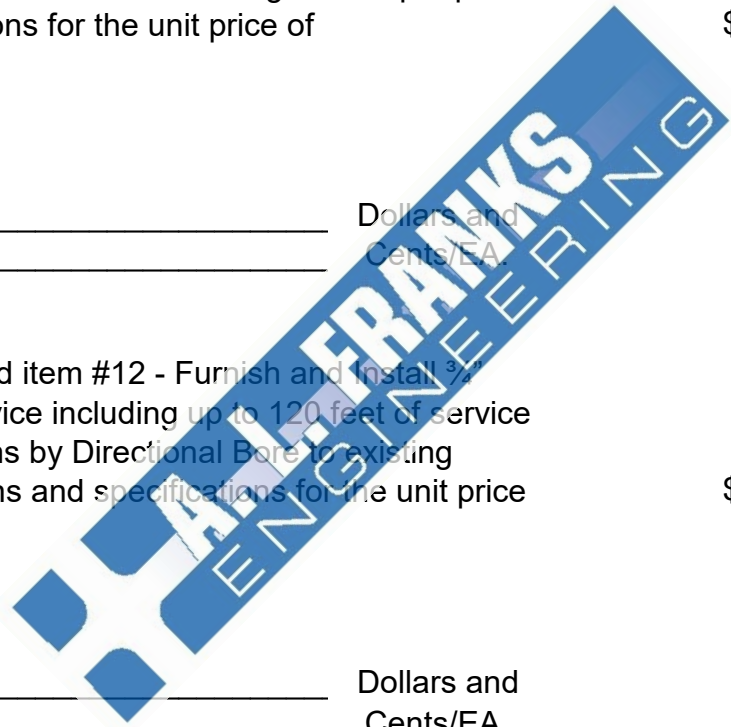 ons for the unit price of
$
Dollars and
Cents/EA.
d item #12 - Furnish and Install ¾”
vice including up to 120 feet of service
ns by Directional Bore to existing
ns and specifications for the unit price
$
Dollars and
Cents/EA
A.L.FRANKS
ENGINEERING